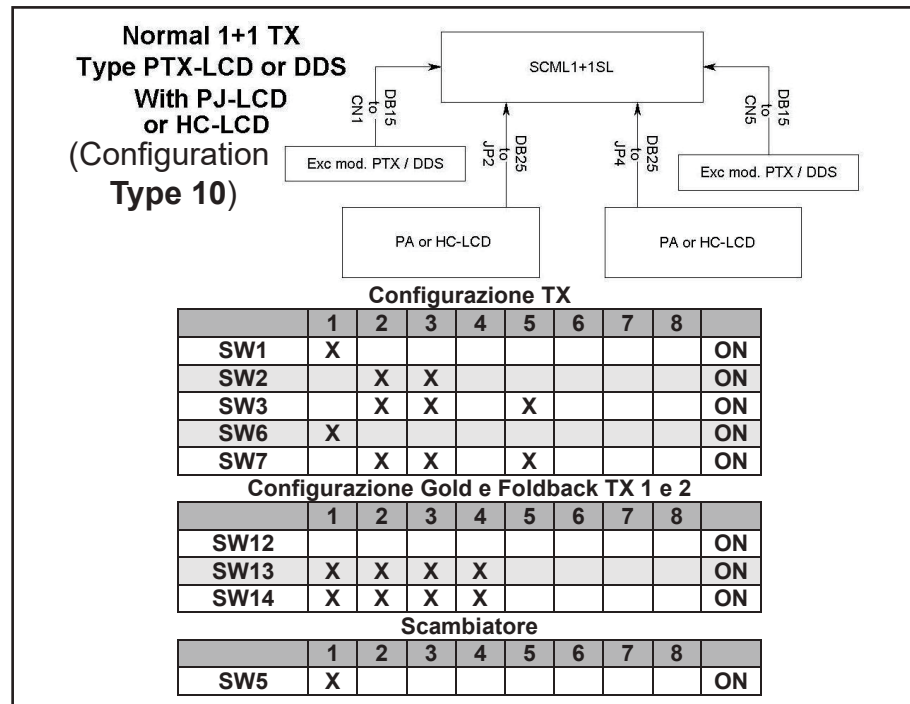 Normal 1+1 TX
Type PTX-LCD or DDS
With PJ-LCD
or HC-LCD
(Configuration
Type 10)
SCML1+1SL
DB15
to
CN1
DB25
to
JP2
DB25
to
JP4
DB15
to
CN5
Exc mod. PTX / DDS
Exc mod. PTX / DDS
PA or HC-LCD
PA or HC-LCD
Configurazione TX
1 2 3 4 5 6 7 8
SW1 X ON
SW2 X X ON
SW3 X X X ON
SW6 X ON
SW7 X X X ON
Configurazione Gold e Foldback TX 1 e 2
1 2 3 4 5 6 7 8
SW12 ON
SW13 X X X X ON
SW14 X X X X ON
Scambiatore
1 2 3 4 5 6 7 8
SW5 X ON